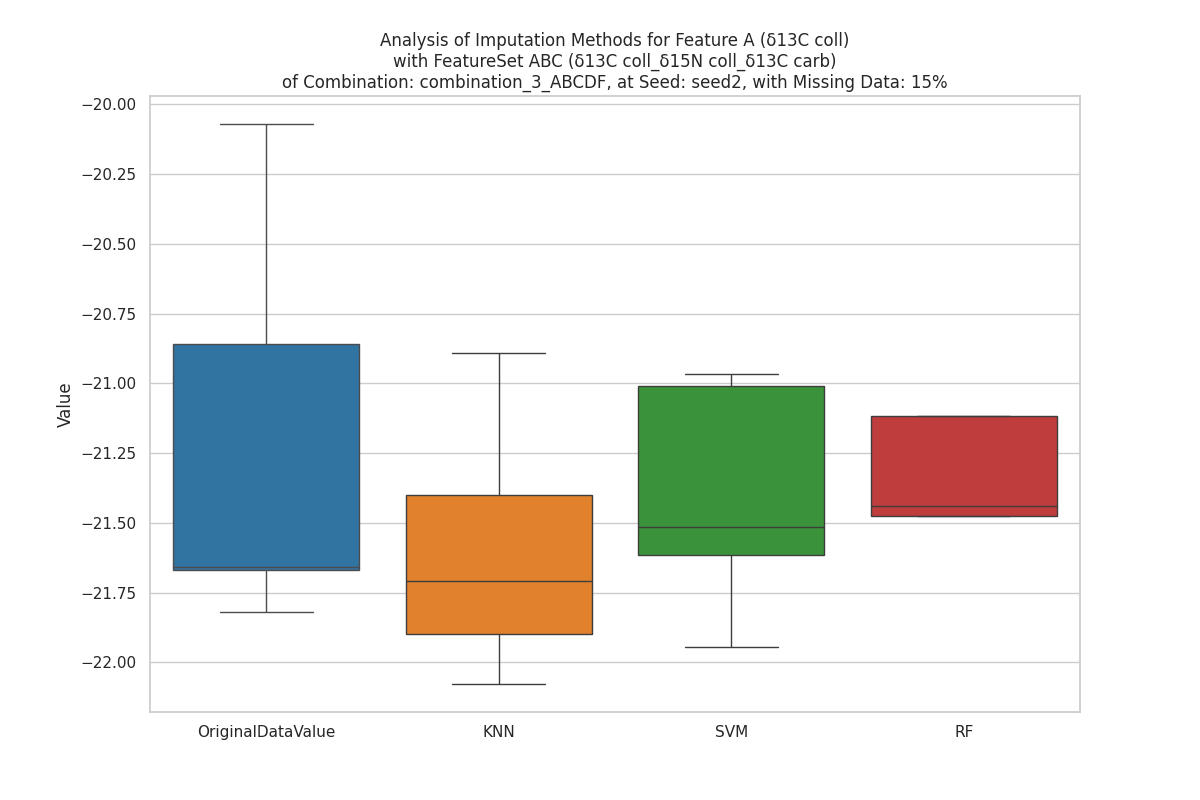 Analysis of Imputation Methods for Feature A (δ13C coll)
with FeatureSet ABC (δ13C coll_δ15N coll_δ13C carb)
of Combination: combination_3_ABCDF, at Seed: seed2, with Missing Data: 15%
−20.00
−20.25
−20.50
−20.75
−21.00
−21.25
−21.50
−21.75
−22.00
Value
OriginalDataValue
KNN
SVM
RF